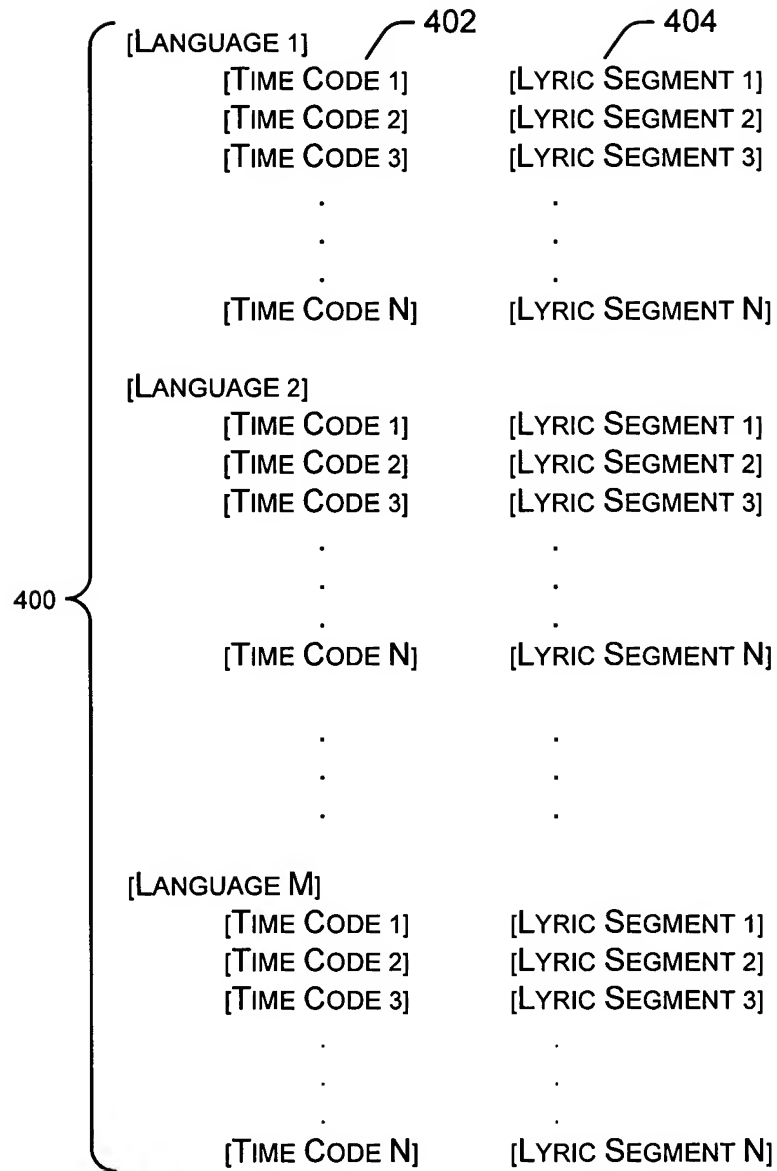 402 404
[LANGUAGE 1]
[TIME CODE 1] [LYRIC SEGMENT 1]
[TIME CODE 2] [LYRIC SEGMENT 2]
[TIME CODE 3] [LYRIC SEGMENT 3]
. .
. .
. .
[TIME CODE N] [LYRIC SEGMENT N]
[LANGUAGE 2]
[TIME CODE 1] [LYRIC SEGMENT 1]
[TIME CODE 2] [LYRIC SEGMENT 2]
[TIME CODE 3] [LYRIC SEGMENT 3]
. .
400 . .
. .
[TIME CODE N] [LYRIC SEGMENT N]
. .
. .
. .
[LANGUAGE M]
[TIME CODE 1] [LYRIC SEGMENT 1]
[TIME CODE 2] [LYRIC SEGMENT 2]
[TIME CODE 3] [LYRIC SEGMENT 3]
. .
. .
. .
[TIME CODE N] [LYRIC SEGMENT N]